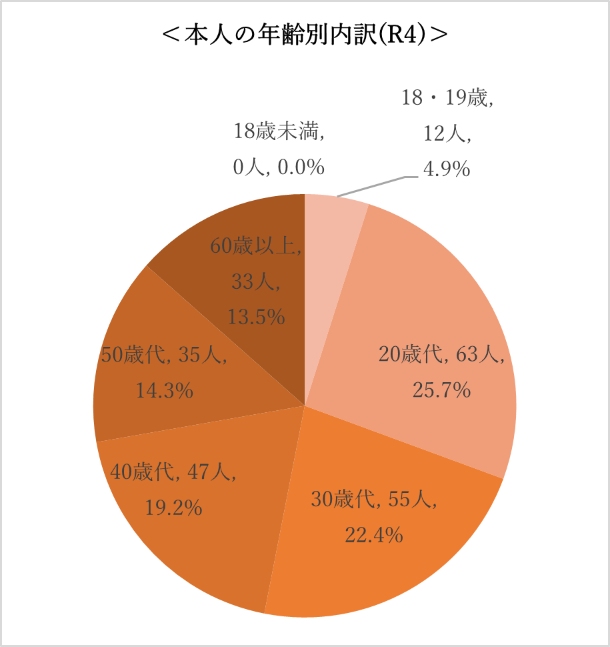 ＜本人の年齢別内訳(R4)＞
18・19歳,
12人,
4.9%
18歳未満,
0人, 0.0%
60歳以上,
33人,
13.5%
50歳代, 35人,
14.3%
20歳代, 63人,
25.7%
40歳代, 47人,
19.2%
30歳代, 55人,
22.4%